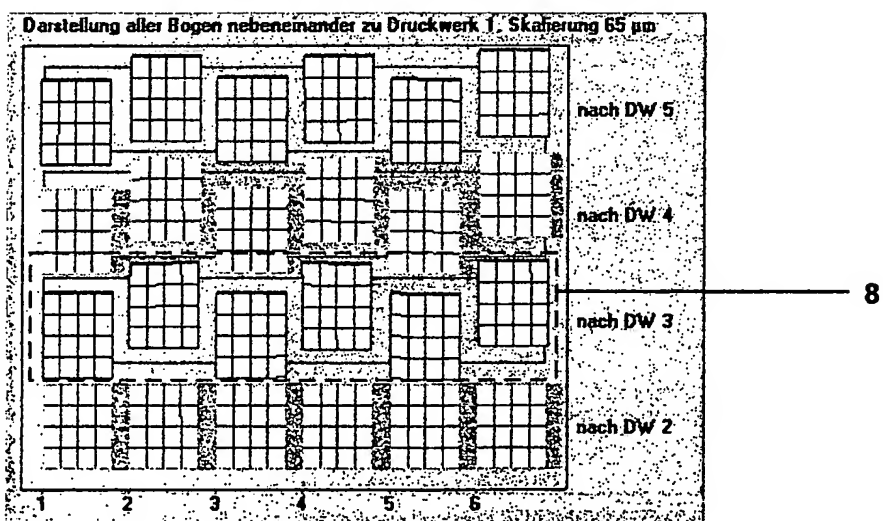 Darstellung aller Bogen nebeneinander zu Druckwerk 1, Skalierung 65 µm
nach DW 5
nach DW 4
8
nach DW 3
nach DW 2
1 2 3 4 5 6